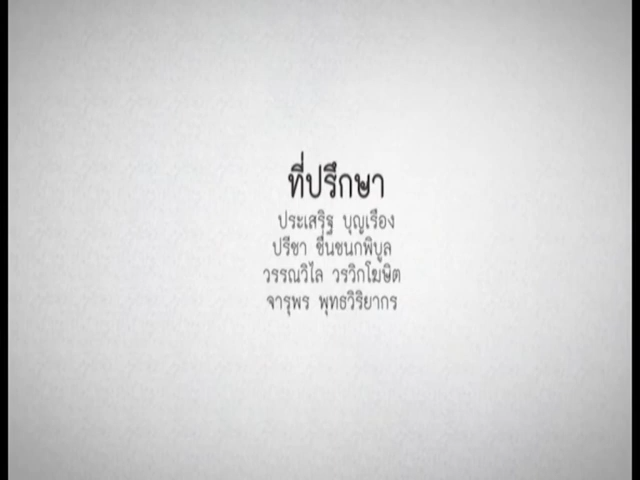 ที่ปรึกษา
ประเสริฐ บุญเรือง
ปรีชา ชื่นชนกพิบูล
วรรณวิไล วรวิกโฆษิต
จารุพร พุทธวิริยากร